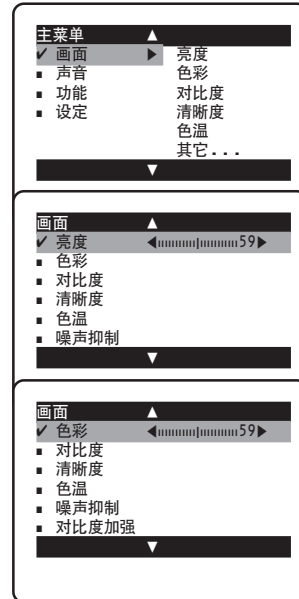 主菜单 ▲
✔ 画面 ▶ 亮度
■ 声音 色彩
■ 功能 对比度
■ 设定 清晰度
色温
其它...
▼
画面 ▲
✔ 亮度 ◀ 59▶
■ 色彩
■ 对比度
■ 清晰度
■ 色温
■ 噪声抑制
▼
画面 ▲
✔ 色彩 ◀ 59▶
■ 对比度
■ 清晰度
■ 色温
■ 噪声抑制
■ 对比度加强
▼